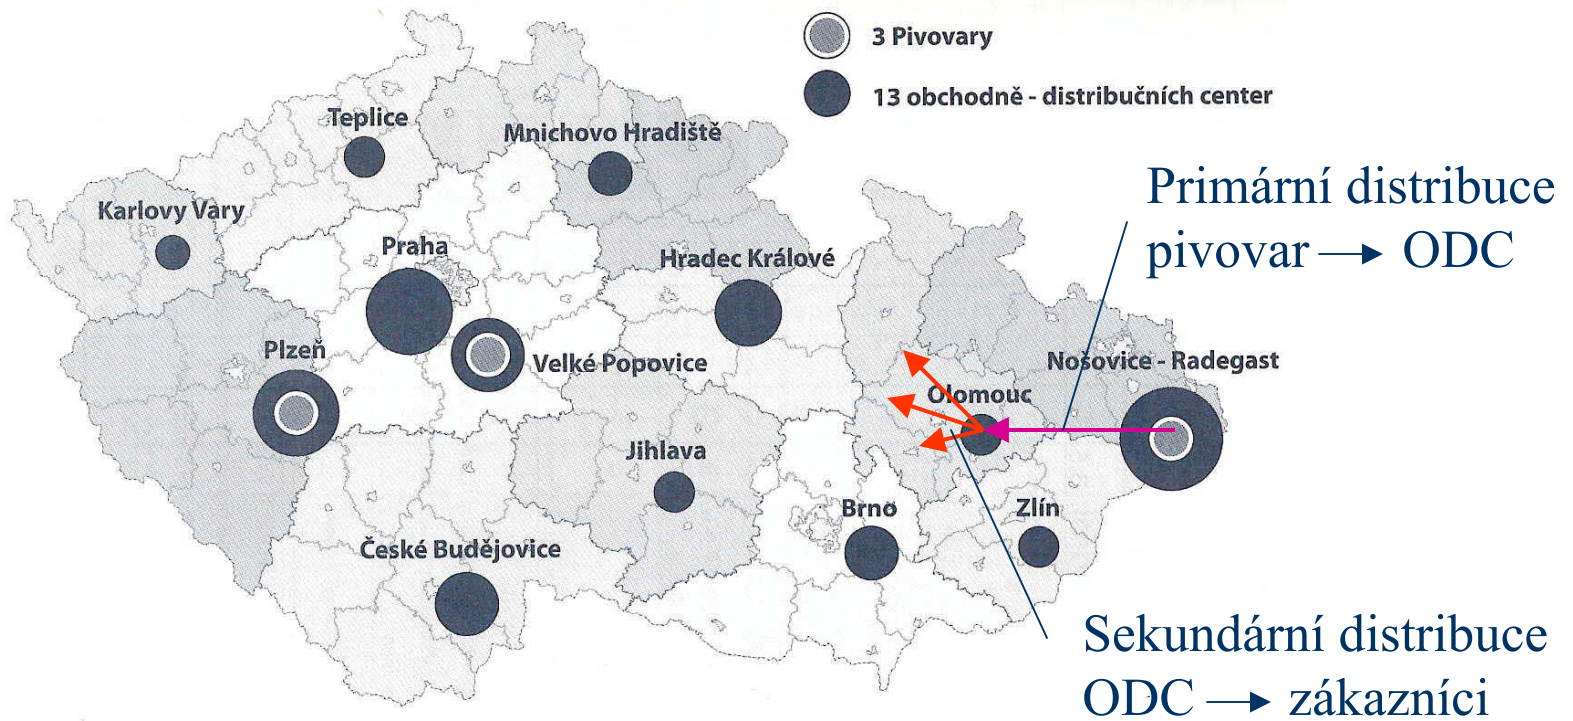 3 Pivovary
13 obchodně - distribučních center
Teplice
Mnichovo Hradiště
Primární distribuce
pivovar → ODC
Karlovy Vary
Praha
Hradec Králové
Plzeň
Velké Popovice
Nošovice - Radegast
Olomouc
Jihlava
Brno
Zlín
České Budějovice
Sekundární distribuce
ODC → zákazníci